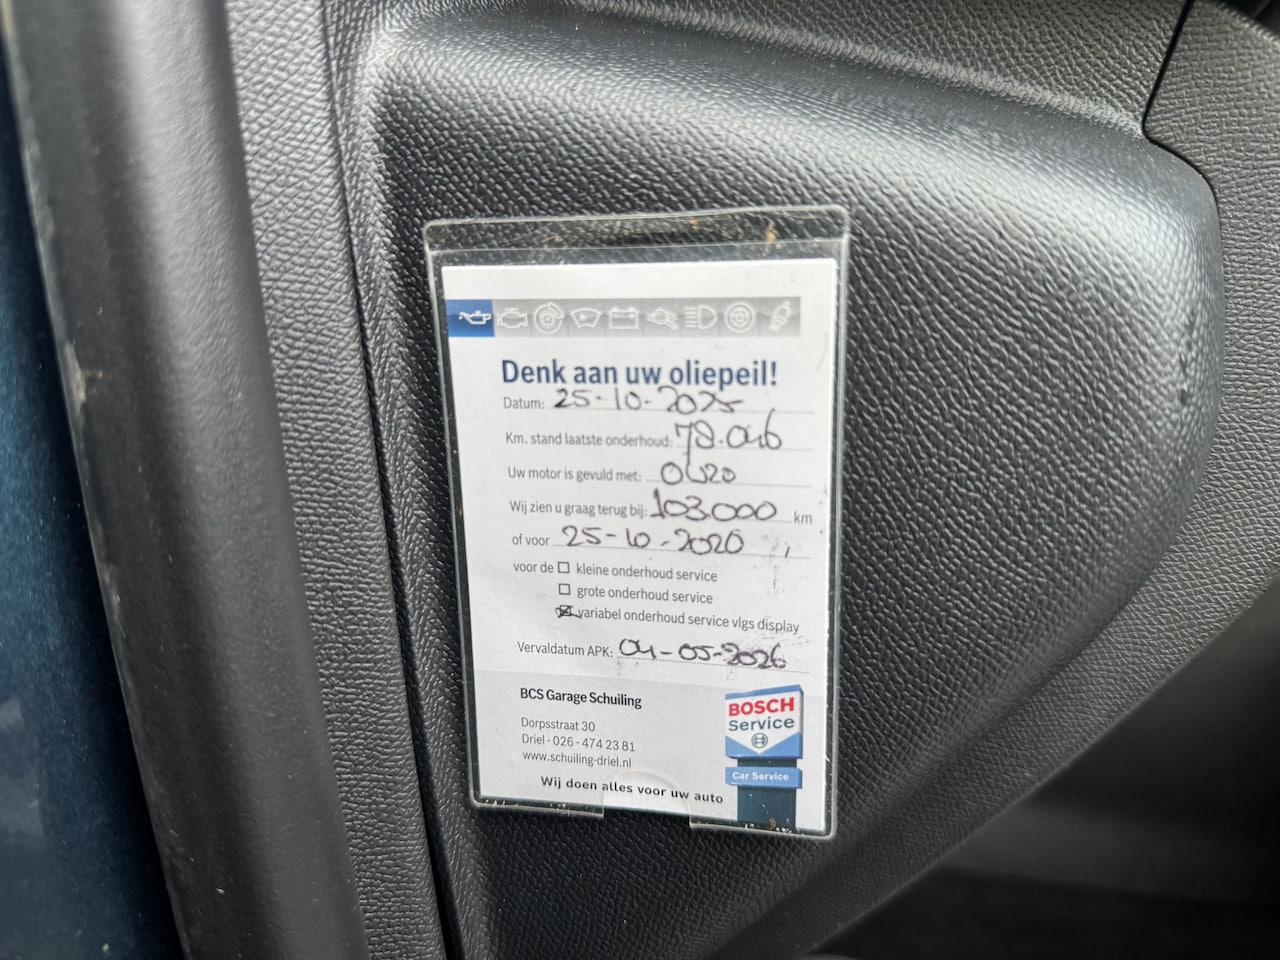 Denk aan uw oliepeil!
Datum: 25-10-2025
Km. stand laatste onderhoud: 78.046
Uw motor is gevuld met: 0W20
Wij zien u graag terug bij: 103.000 km
of voor 25-10-2020
voor de ☐ kleine onderhoud service
☐ grote onderhoud service
☒ variabel onderhoud service vlgs display
Vervaldatum APK: 04-05-2026
BCS Garage Schuiling
Dorpsstraat 30
Driel - 026 - 474 23 81
www.schuiling-driel.nl
Wij doen alles voor uw auto
BOSCH
Service
Car Service